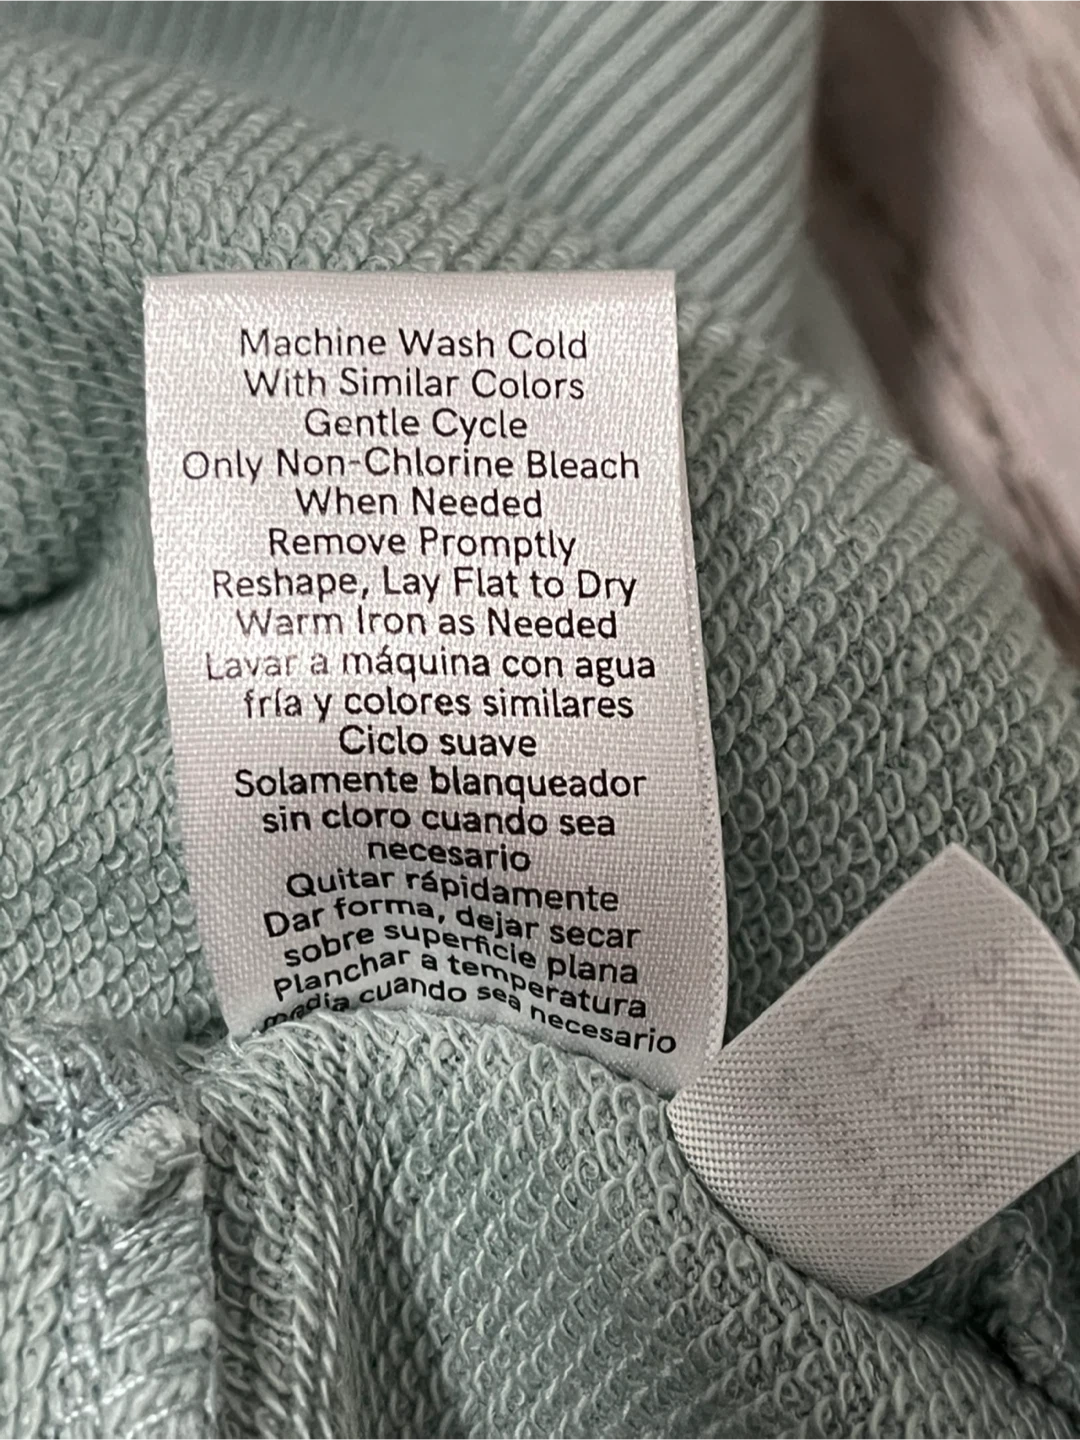 Machine Wash Cold
With Similar Colors
Gentle Cycle
Only Non-Chlorine Bleach
When Needed
Remove Promptly
Reshape, Lay Flat to Dry
Warm Iron as Needed
Lavar a máquina con agua
fría y colores similares
Ciclo suave
Solamente blanqueador
sin cloro cuando sea
necesario
Quitar rápidamente
Dar forma, dejar secar
sobre superficie plana
Planchar a temperatura
media cuando sea necesario